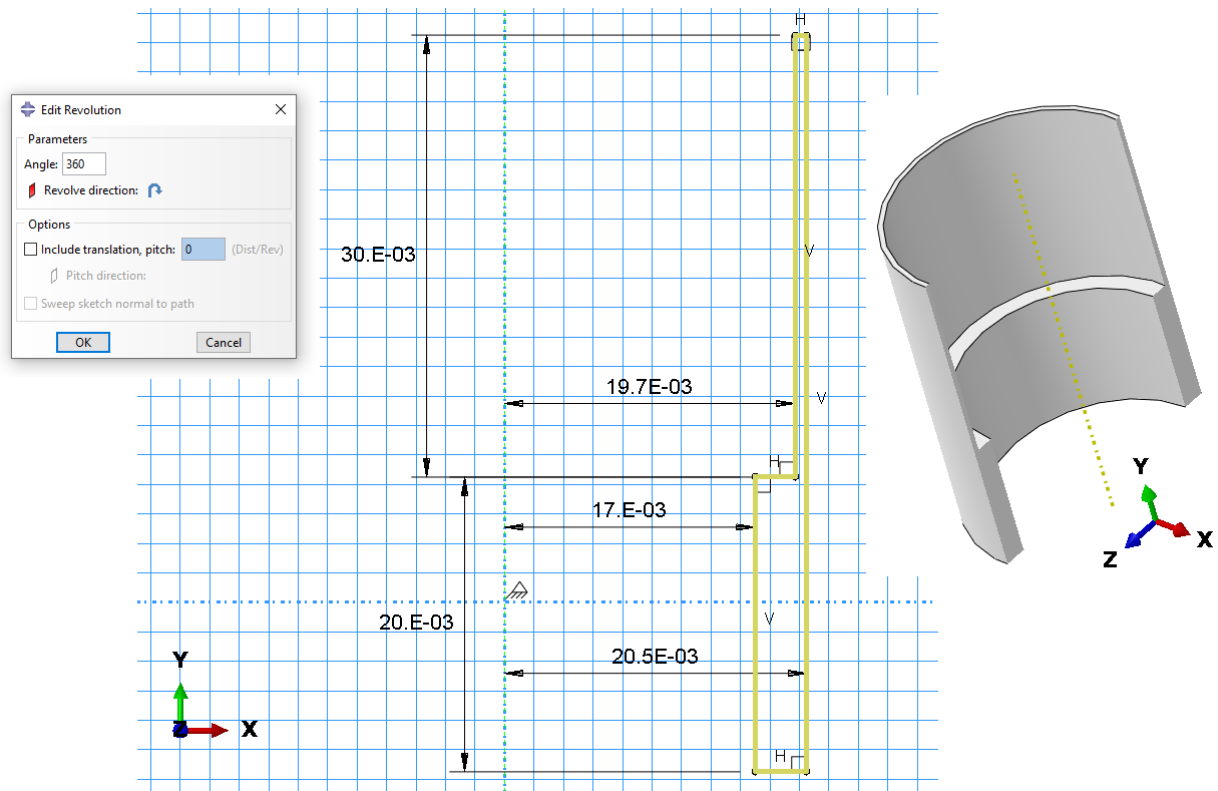 Edit Revolution
Parameters
Angle: 360
Revolve direction:
Options
Include translation, pitch: 0 (Dist/Rev)
Pitch direction:
Sweep sketch normal to path
OK Cancel
H
30.E-03
V
19.7E-03
V
H
17.E-03
20.E-03
V
20.5E-03
H
Y
Z X
Y
X
Z